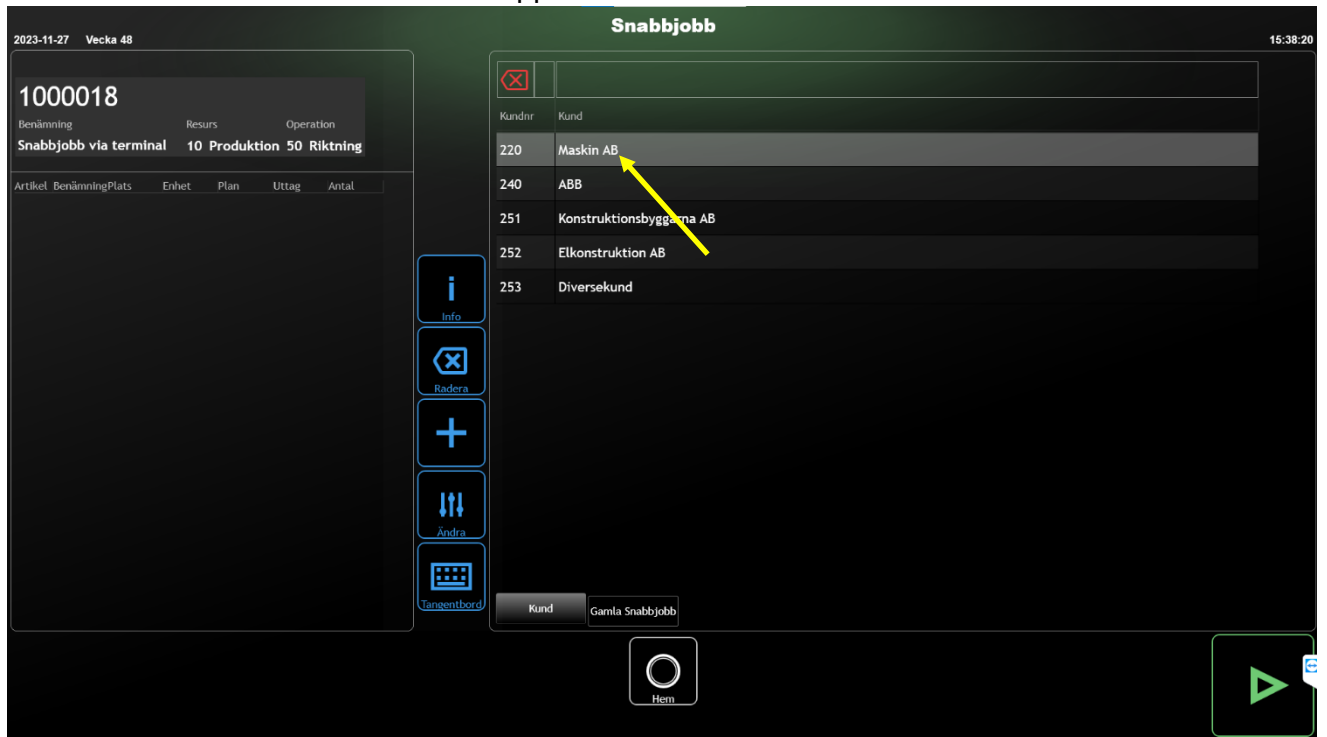 Snabbjobb
2023-11-27 Vecka 48
15:38:20
1000018
Benämning Resurs Operation
Snabbjobb via terminal 10 Produktion 50 Riktning
Artikel BenämningPlats Enhet Plan Uttag Antal
Info
Radera
Ändra
Tangentbord
Kundnr Kund
220 Maskin AB
240 ABB
251 Konstruktionsbyggarna AB
252 Elkonstruktion AB
253 Diversekund
Kund Gamla Snabbjobb
Hem